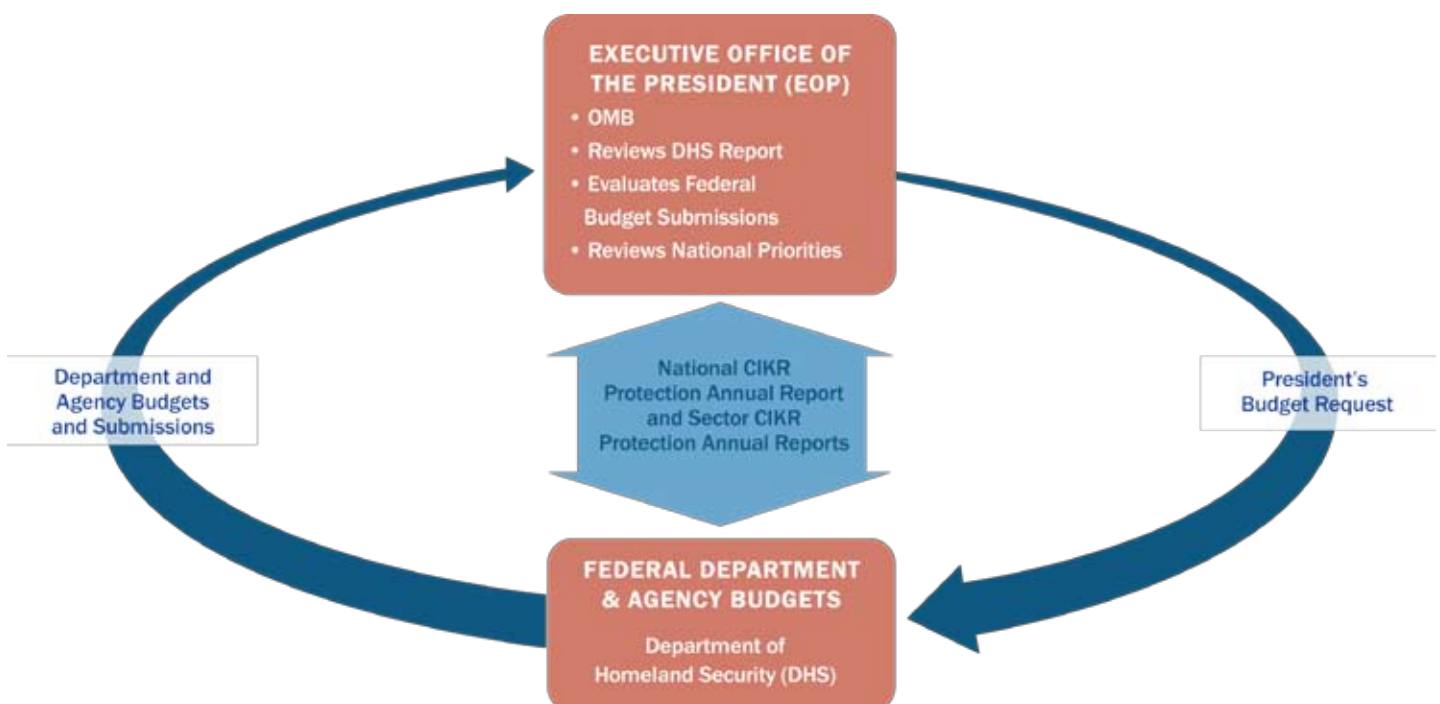 EXECUTIVE OFFICE OF
THE PRESIDENT (EOP)
• OMB
• Reviews DHS Report
• Evaluates Federal
Budget Submissions
• Reviews National Priorities
Department and
Agency Budgets
and Submissions
National CIKR
Protection Annual Report
and Sector CIKR
Protection Annual Reports
President's
Budget Request
FEDERAL DEPARTMENT
& AGENCY BUDGETS
Department of
Homeland Security (DHS)